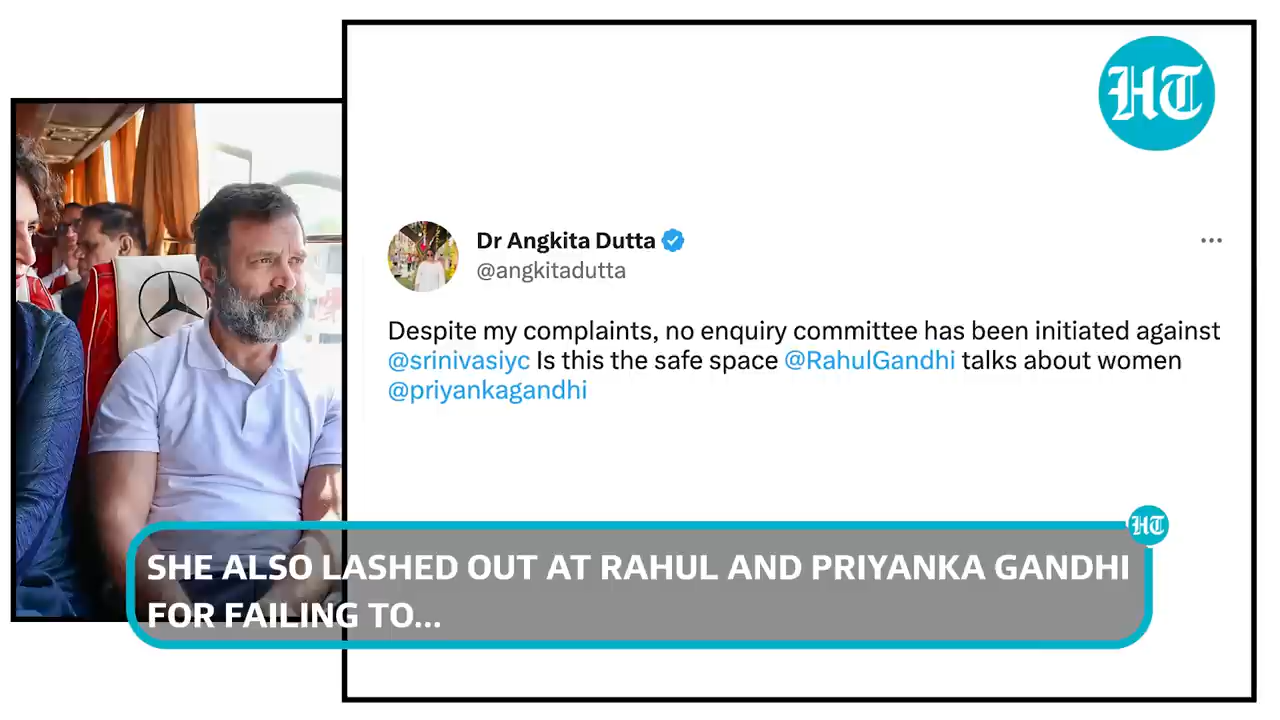 HT
Dr Angkita Dutta
@angkitadutta
Despite my complaints, no enquiry committee has been initiated against
@srinivasiyc Is this the safe space @RahulGandhi talks about women
@priyankagandhi
HT
SHE ALSO LASHED OUT AT RAHUL AND PRIYANKA GANDHI
FOR FAILING TO...